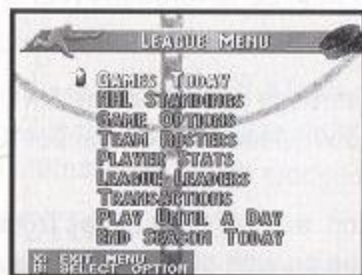 LEAGUE MENU
GAMES TODAY
NHL STANDINGS
GAME OPTIONS
TEAM ROSTERS
PLAYER STATS
LEAGUE LEADERS
TRANSACTIONS
PLAY UNTIL A DAY
END SEASON TODAY
X: EXIT MENU
B: SELECT OPTION